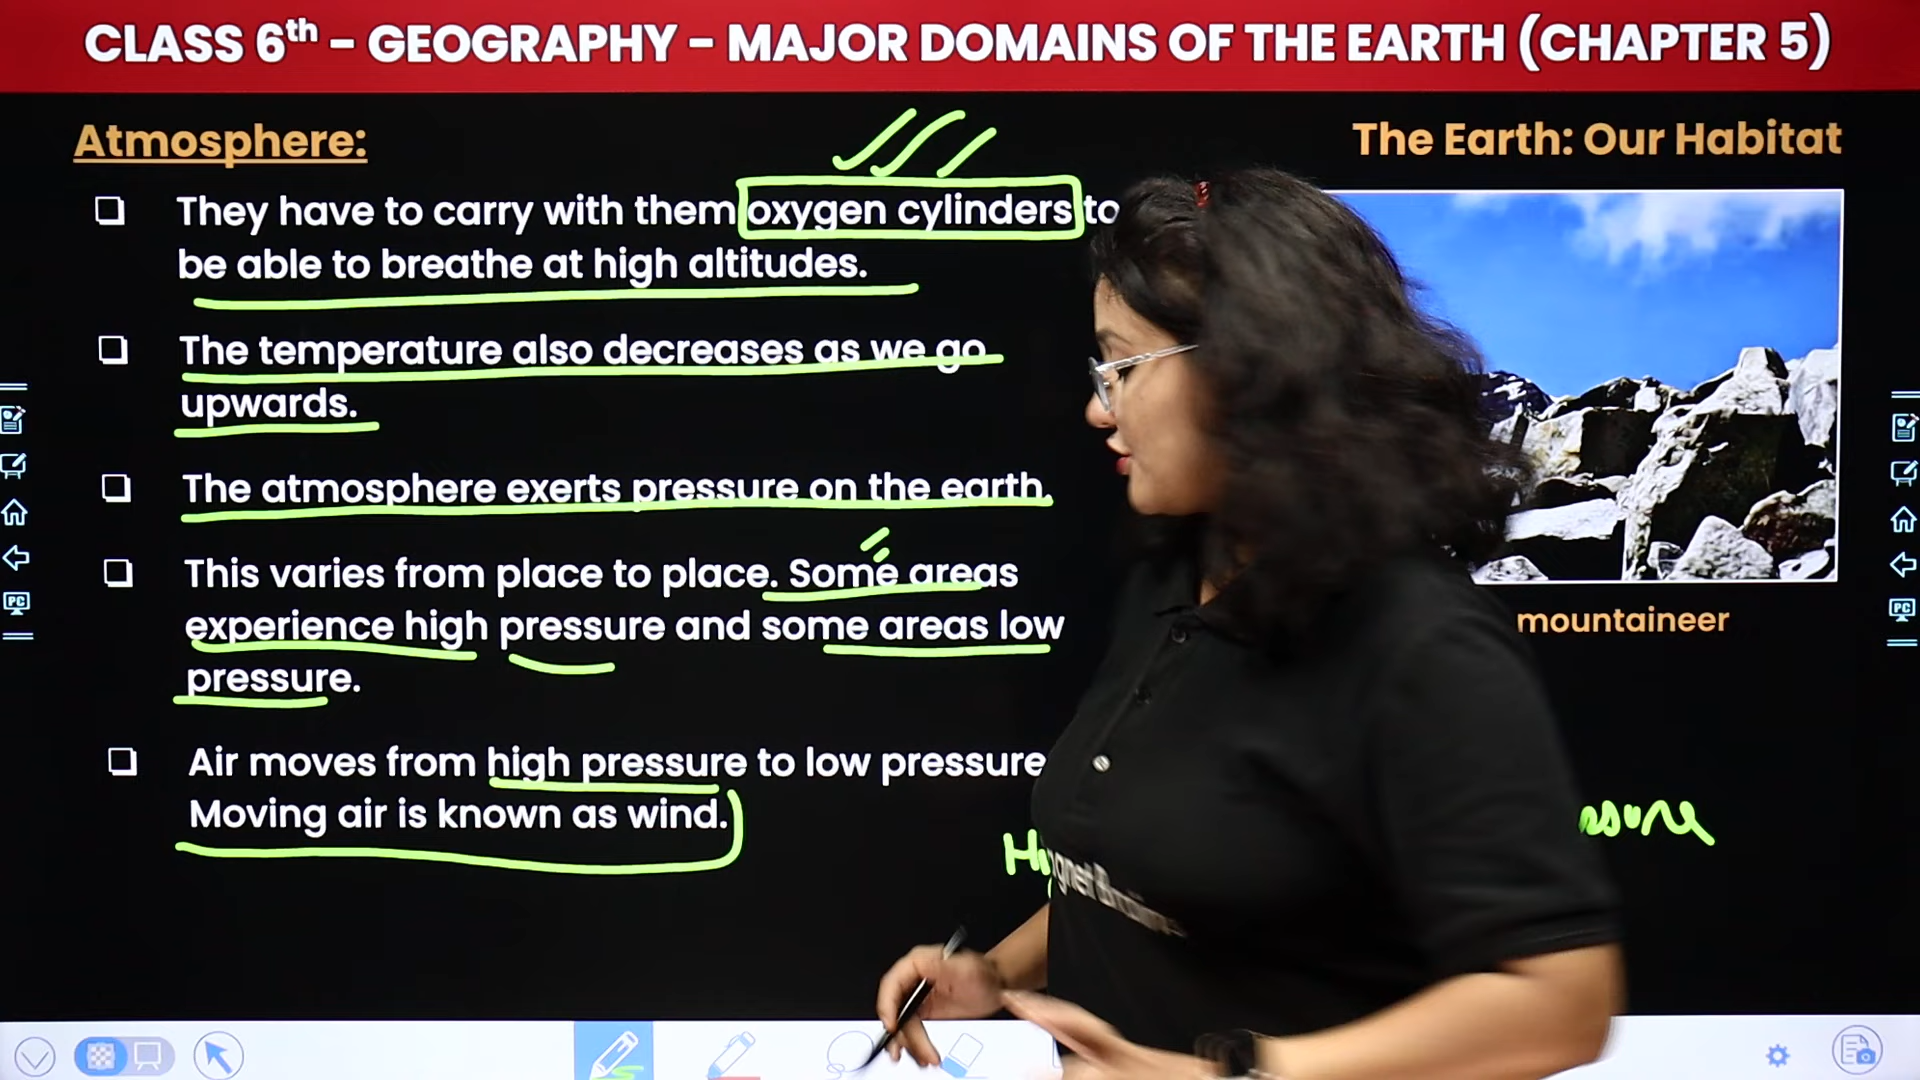 CLASS 6th - GEOGRAPHY - MAJOR DOMAINS OF THE EARTH (CHAPTER 5)
Atmosphere:
The Earth: Our Habitat
They have to carry with them oxygen cylinders to
be able to breathe at high altitudes.
The temperature also decreases as we go
upwards.
The atmosphere exerts pressure on the earth.
This varies from place to place. Some areas
experience high pressure and some areas low
pressure.
Air moves from high pressure to low pressure
Moving air is known as wind.
mountaineer
PC
PC